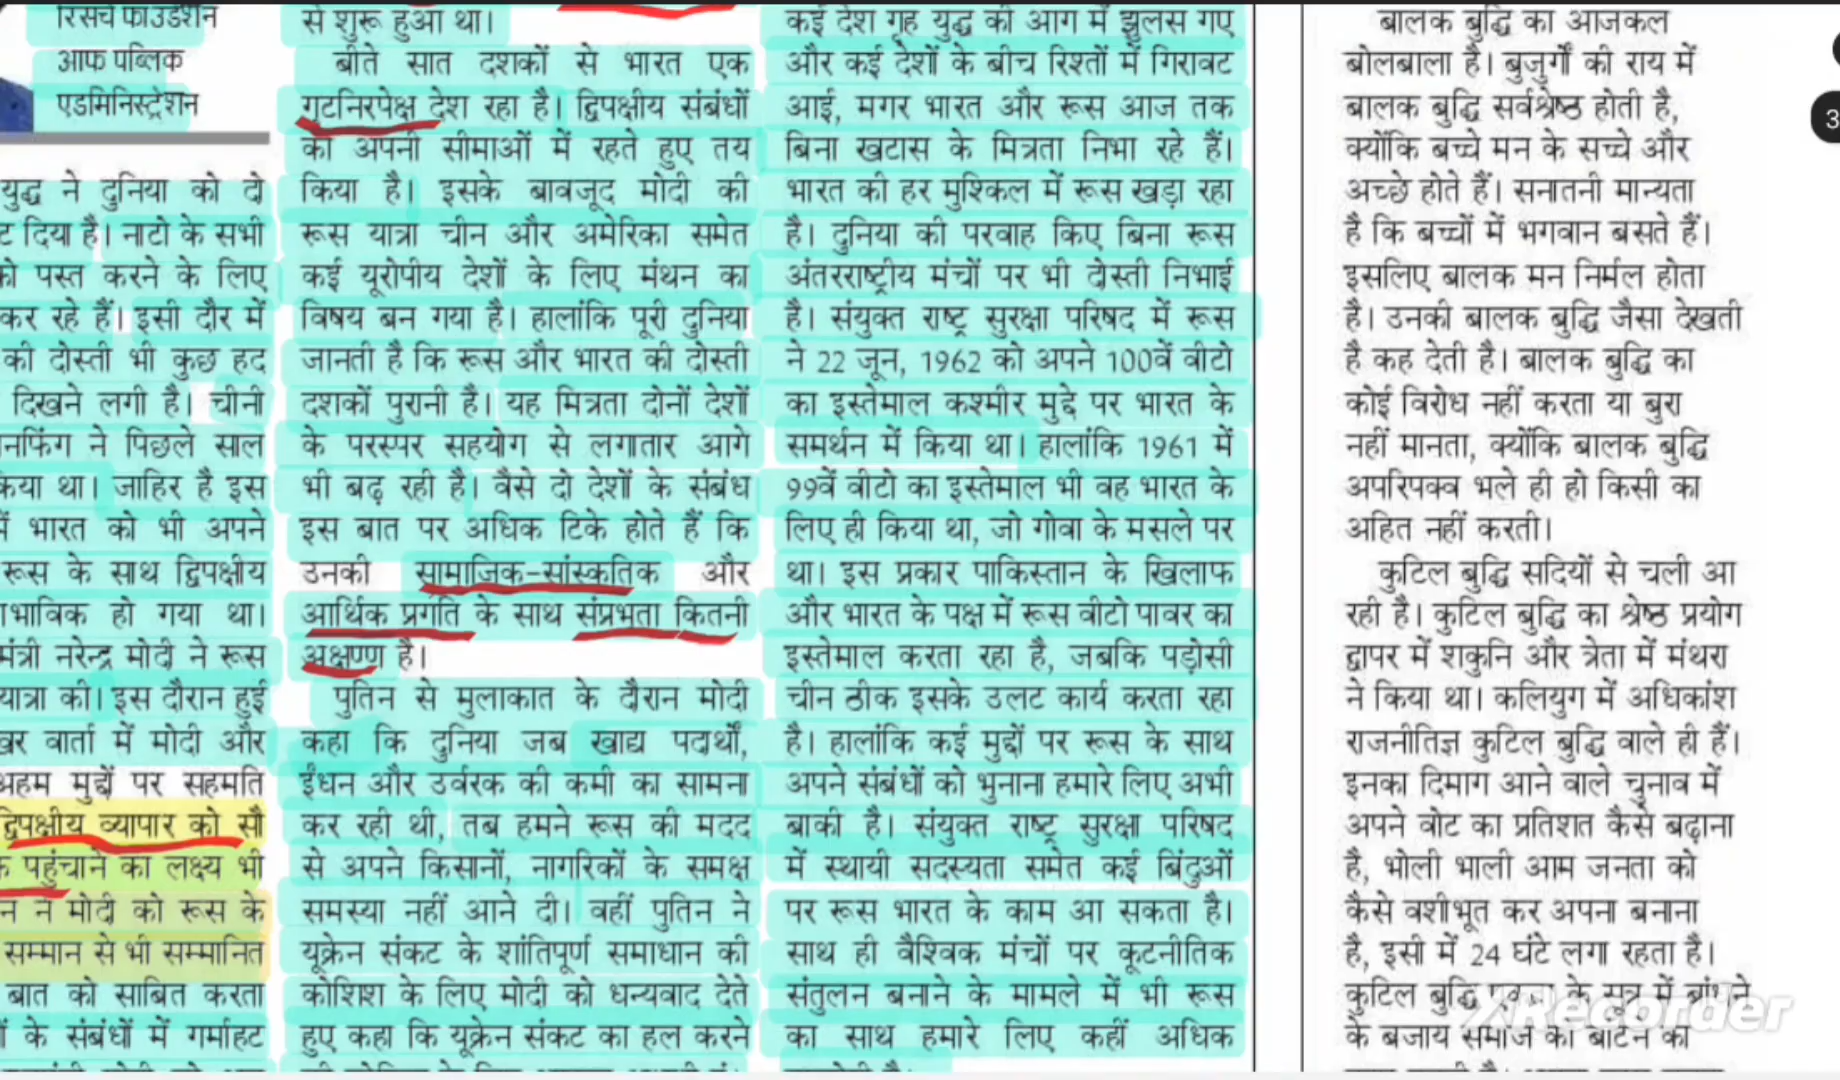 रिसर्च फाउंडेशन
आफ पब्लिक
एडमिनिस्ट्रेशन
युद्ध ने दुनिया को दो
दिया है। नाटो के सभी
को पस्त करने के लिए
कर रहे हैं। इसी दौर में
की दोस्ती भी कुछ हद
दिखने लगी है। चीनी
ने पिछले साल
किया था। जाहिर है इस
में भारत को भी अपने
रूस के साथ द्विपक्षीय
हो गया था।
नरेन्द्र मोदी ने रूस
यात्रा की। इस दौरान हुई
वार्ता में मोदी और
अहम मुद्दों पर सहमति
द्विपक्षीय व्यापार को सौ
पहुंचाने का लक्ष्य भी
ने मोदी को रूस के
सम्मान से भी सम्मानित
बात को साबित करता
के संबंधों में गर्माहट
से शुरू हुआ था।
बीते सात दशकों से भारत एक
गुटनिरपेक्ष देश रहा है। द्विपक्षीय संबंधों
को अपनी सीमाओं में रहते हुए तय
किया है। इसके बावजूद मोदी की
रूस यात्रा चीन और अमेरिका समेत
कई यूरोपीय देशों के लिए मंथन का
विषय बन गया है। हालांकि पूरी दुनिया
जानती है कि रूस और भारत की दोस्ती
दशकों पुरानी है। यह मित्रता दोनों देशों
के परस्पर सहयोग से लगातार आगे
भी बढ़ रही है। वैसे दो देशों के संबंध
इस बात पर अधिक टिके होते हैं कि
उनकी सामाजिक-सांस्कृतिक और
आर्थिक प्रगति के साथ संप्रभुता कितनी
अक्षुण्ण है।
पुतिन से मुलाकात के दौरान मोदी
कहा कि दुनिया जब खाद्य पदार्थों,
ईंधन और उर्वरक की कमी का सामना
कर रही थी, तब हमने रूस की मदद
से अपने किसानों, नागरिकों के समक्ष
समस्या नहीं आने दी। वहीं पुतिन ने
यूक्रेन संकट के शांतिपूर्ण समाधान की
कोशिश के लिए मोदी को धन्यवाद देते
हुए कहा कि यूक्रेन संकट का हल करने
कई देश गृह युद्ध की आग में झुलस गए
और कई देशों के बीच रिश्तों में गिरावट
आई, मगर भारत और रूस आज तक
बिना खटास के मित्रता निभा रहे हैं।
भारत की हर मुश्किल में रूस खड़ा रहा
है। दुनिया की परवाह किए बिना रूस
अंतरराष्ट्रीय मंचों पर भी दोस्ती निभाई
है। संयुक्त राष्ट्र सुरक्षा परिषद में रूस
ने 22 जून, 1962 को अपने 100वें वीटो
का इस्तेमाल कश्मीर मुद्दे पर भारत के
समर्थन में किया था। हालांकि 1961 में
99वें वीटो का इस्तेमाल भी वह भारत के
लिए ही किया था, जो गोवा के मसले पर
था। इस प्रकार पाकिस्तान के खिलाफ
और भारत के पक्ष में रूस वीटो पावर का
इस्तेमाल करता रहा है, जबकि पड़ोसी
चीन ठीक इसके उलट कार्य करता रहा
है। हालांकि कई मुद्दों पर रूस के साथ
अपने संबंधों को भुनाना हमारे लिए अभी
बाकी है। संयुक्त राष्ट्र सुरक्षा परिषद
में स्थायी सदस्यता समेत कई बिंदुओं
पर रूस भारत के काम आ सकता है।
साथ ही वैश्विक मंचों पर कूटनीतिक
संतुलन बनाने के मामले में भी रूस
का साथ हमारे लिए कहीं अधिक
बालक बुद्धि का आजकल
बोलबाला है। बुजुर्गों की राय में
बालक बुद्धि सर्वश्रेष्ठ होती है,
क्योंकि बच्चे मन के सच्चे और
अच्छे होते हैं। सनातनी मान्यता
है कि बच्चों में भगवान बसते हैं।
इसलिए बालक मन निर्मल होता
है। उनकी बालक बुद्धि जैसा देखती
है कह देती है। बालक बुद्धि का
कोई विरोध नहीं करता या बुरा
नहीं मानता, क्योंकि बालक बुद्धि
अपरिपक्व भले ही हो किसी का
अहित नहीं करती।
कुटिल बुद्धि सदियों से चली आ
रही है। कुटिल बुद्धि का श्रेष्ठ प्रयोग
द्वापर में शकुनि और त्रेता में मंथरा
ने किया था। कलियुग में अधिकांश
राजनीतिज्ञ कुटिल बुद्धि वाले ही हैं।
इनका दिमाग आने वाले चुनाव में
अपने वोट का प्रतिशत कैसे बढ़ाना
है, भोली भाली आम जनता को
कैसे वशीभूत कर अपना बनाना
है, इसी में 24 घंटे लगा रहता है।
कुटिल बुद्धि के सूत्र में बांधने
के बजाय समाज को बांटने का
3
Recorder